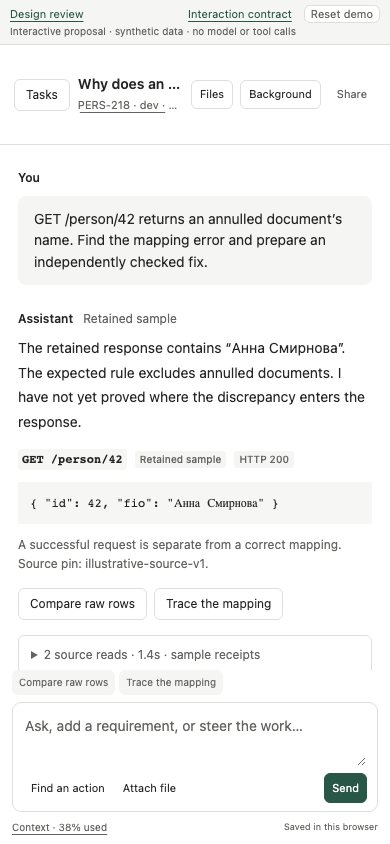 Design review
Interaction contract
Reset demo
Interactive proposal · synthetic data · no model or tool calls
Tasks
Why does an ...
PERS-218 · dev · ...
Files
Background
Share
You
GET /person/42 returns an annulled document's
name. Find the mapping error and prepare an
independently checked fix.
Assistant Retained sample
The retained response contains “Анна Смирнова”.
The expected rule excludes annulled documents. I
have not yet proved where the discrepancy enters the
response.
GET /person/42 Retained sample HTTP 200
{ "id": 42, "fio": "Анна Смирнова" }
A successful request is separate from a correct mapping.
Source pin: illustrative-source-v1.
Compare raw rows
Trace the mapping
▶ 2 source reads · 1.4s · sample receipts
Compare raw rows
Trace the mapping
Ask, add a requirement, or steer the work...
Find an action
Attach file
Send
Context · 38% used
Saved in this browser